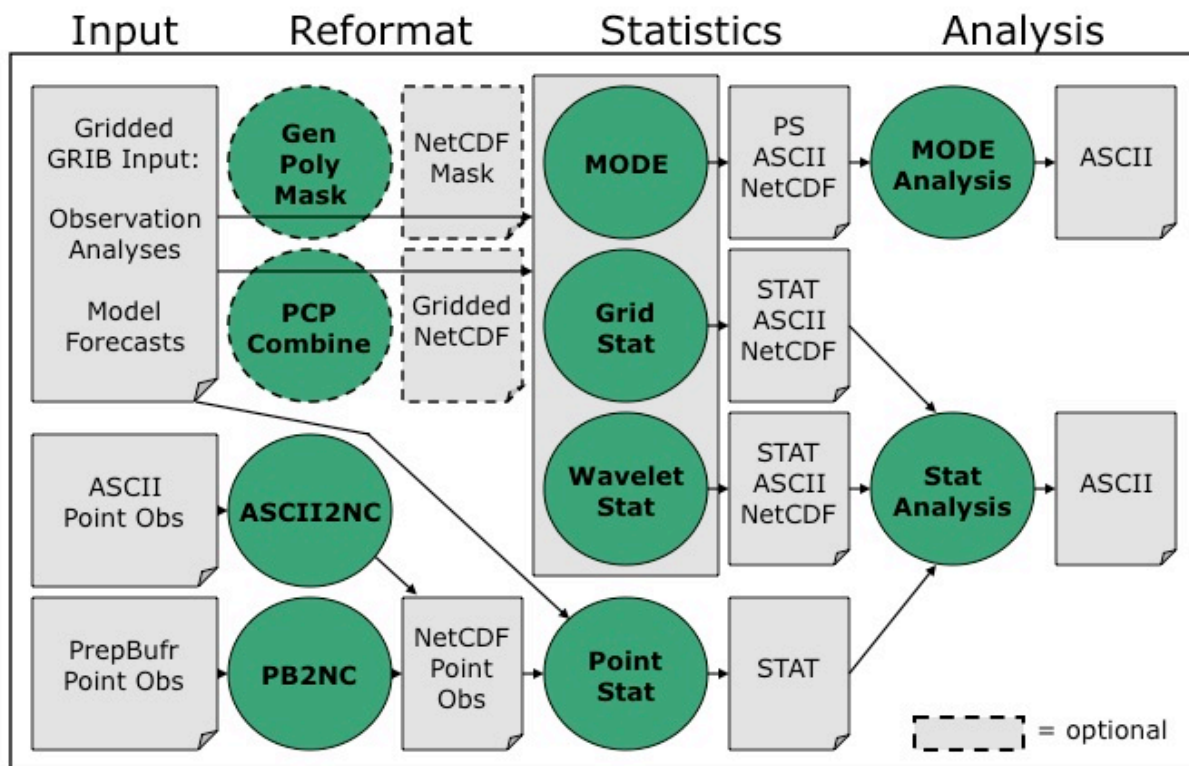 Input
Reformat
Statistics
Analysis
Gridded
GRIB Input:
Observation
Analyses
Model
Forecasts
Gen
Poly
Mask
NetCDF
Mask
MODE
PS
ASCII
NetCDF
MODE
Analysis
ASCII
PCP
Combine
Gridded
NetCDF
Grid
Stat
STAT
ASCII
NetCDF
ASCII
Point Obs
ASCII2NC
Wavelet
Stat
STAT
ASCII
NetCDF
Stat
Analysis
ASCII
PrepBufr
Point Obs
PB2NC
NetCDF
Point
Obs
Point
Stat
STAT
= optional